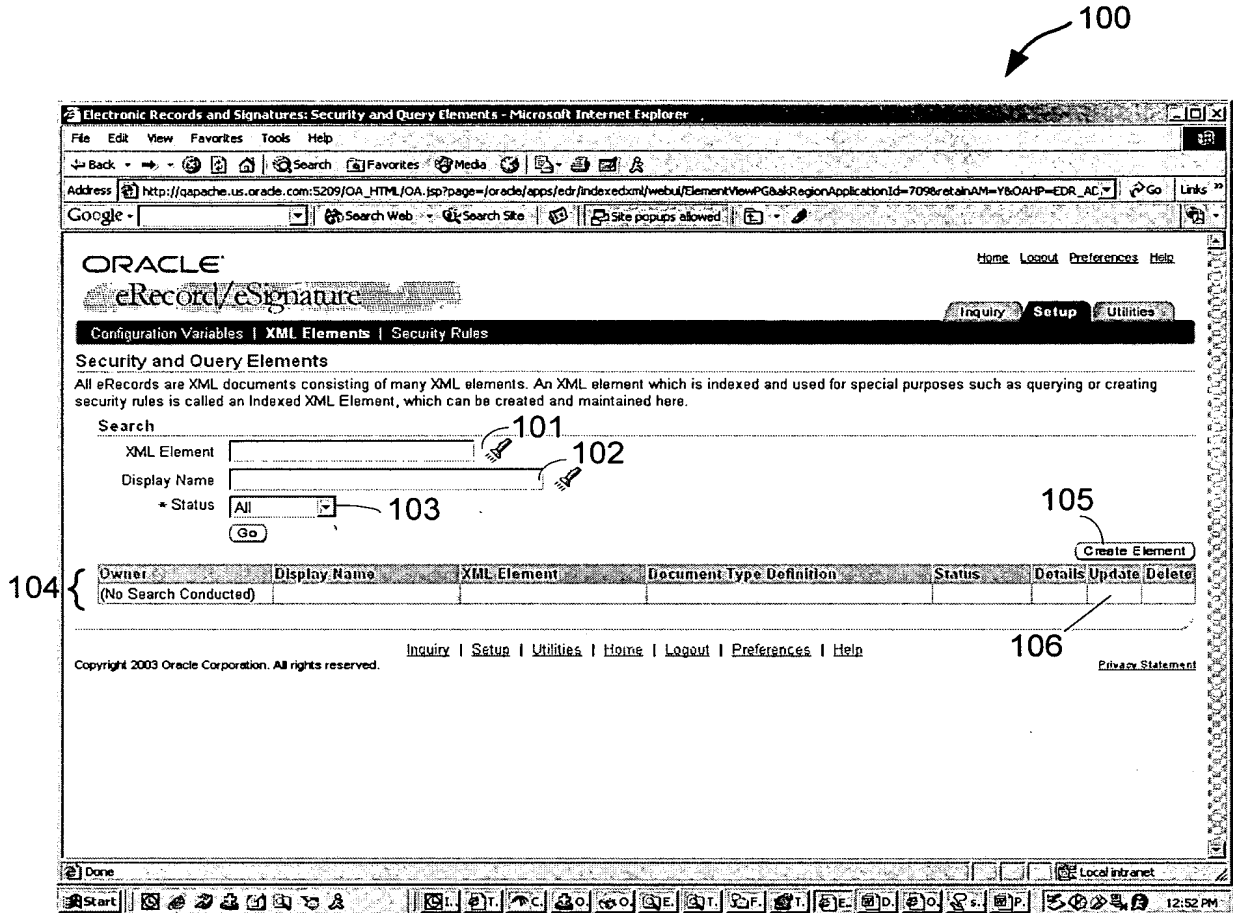 100
Electronic Records and Signatures: Security and Query Elements - Microsoft Internet Explorer
File Edit View Favorites Tools Help
Back Search Favorites Media
Address http://qapache.us.oracle.com:5209/OA_HTML/OA.jsp?page=/oracle/apps/edr/indexedxml/webui/ElementViewPG&akRegionApplicationId=709&retainAM=Y&OAHP=EDR_AD Go Links »
Google - Search Web Search Site Site popups allowed
ORACLE
eRecord/eSignature
Home Logout Preferences Help
Inquiry Setup Utilities
Configuration Variables | XML Elements | Security Rules
Security and Query Elements
All eRecords are XML documents consisting of many XML elements. An XML element which is indexed and used for special purposes such as querying or creating
security rules is called an Indexed XML Element, which can be created and maintained here.
Search
XML Element 101
Display Name 102
* Status All 103
Go
105
Create Element
104
Owner Display Name XML Element Document Type Definition Status Details Update Delete
(No Search Conducted)
106
Inquiry | Setup | Utilities | Home | Logout | Preferences | Help
Copyright 2003 Oracle Corporation. All rights reserved.
Privacy Statement
Done Local intranet
Start I.. T.. C.. O.. O.. E.. T.. F.. T.. E.. D.. O.. S.. P.. 12:52 PM